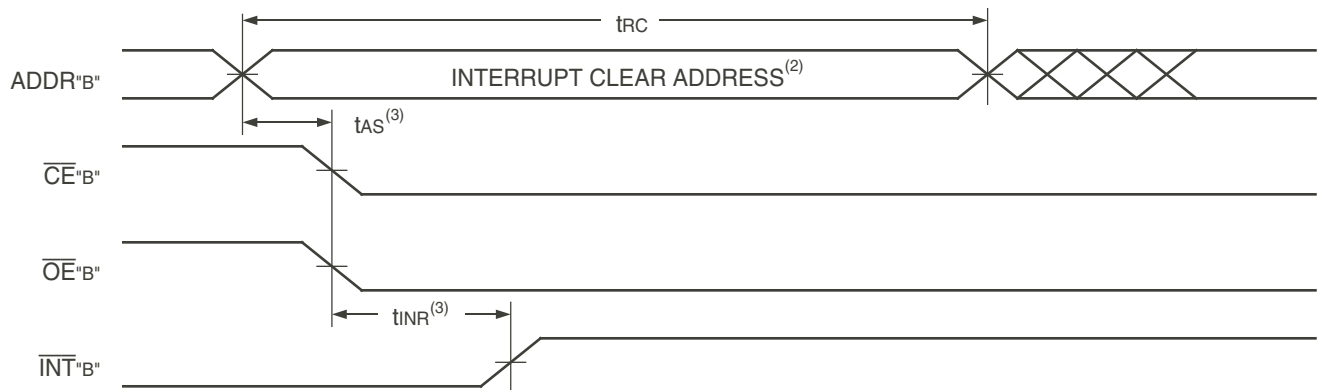 tRC
ADDR"B"
INTERRUPT CLEAR ADDRESS(2)
tAS(3)
CE"B"
OE"B"
tINR(3)
INT"B"